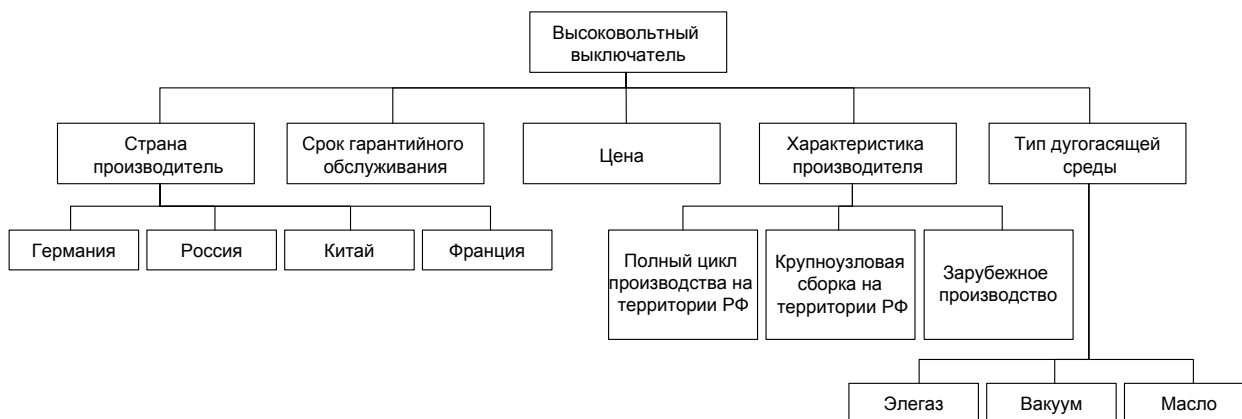 Высоковольтный
выключатель
Страна
производитель
Срок гарантийного
обслуживания
Цена
Характеристика
производителя
Тип дугогасящей
среды
Германия
Россия
Китай
Франция
Полный цикл
производства на
территории РФ
Крупноузловая
сборка на
территории РФ
Зарубежное
производство
Элегаз
Вакуум
Масло